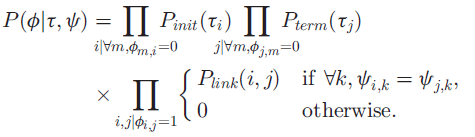 P(ϕ|τ, ψ) = ∏_{i|∀m,ϕ_{m,i}=0} P_{init}(τ_i) ∏_{j|∀m,ϕ_{j,m}=0} P_{term}(τ_j)
× ∏_{i,j|ϕ_{i,j}=1} { P_{link}(i, j) if ∀k, ψ_{i,k} = ψ_{j,k},
0 otherwise.